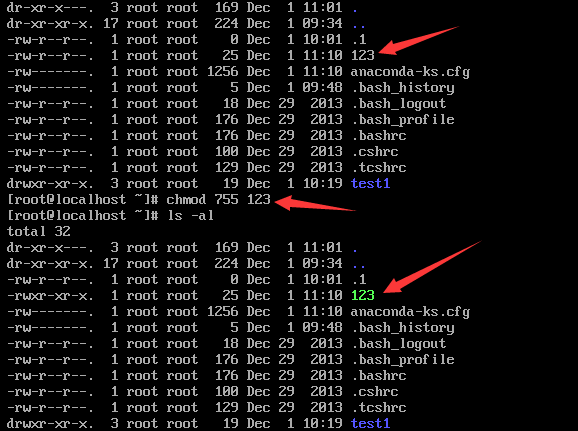 dr-xr-x---.  3 root root  169 Dec  1 11:01 .
dr-xr-xr-x. 17 root root  224 Dec  1 09:34 ..
-rw-r--r--.  1 root root    0 Dec  1 10:01 .1
-rw-r--r--.  1 root root   25 Dec  1 11:10 123
-rw-------.  1 root root 1256 Dec  1 11:10 anaconda-ks.cfg
-rw-------.  1 root root    5 Dec  1 09:48 .bash_history
-rw-r--r--.  1 root root   18 Dec 29  2013 .bash_logout
-rw-r--r--.  1 root root  176 Dec 29  2013 .bash_profile
-rw-r--r--.  1 root root  176 Dec 29  2013 .bashrc
-rw-r--r--.  1 root root  100 Dec 29  2013 .cshrc
-rw-r--r--.  1 root root  129 Dec 29  2013 .tcshrc
drwxr-xr-x.  3 root root   19 Dec  1 10:19 test1
[root@localhost ~]# chmod 755 123
[root@localhost ~]# ls -al
total 32
dr-xr-x---.  3 root root  169 Dec  1 11:01 .
dr-xr-xr-x. 17 root root  224 Dec  1 09:34 ..
-rw-r--r--.  1 root root    0 Dec  1 10:01 .1
-rwxr-xr-x.  1 root root   25 Dec  1 11:10 123
-rw-------.  1 root root 1256 Dec  1 11:10 anaconda-ks.cfg
-rw-------.  1 root root    5 Dec  1 09:48 .bash_history
-rw-r--r--.  1 root root   18 Dec 29  2013 .bash_logout
-rw-r--r--.  1 root root  176 Dec 29  2013 .bash_profile
-rw-r--r--.  1 root root  176 Dec 29  2013 .bashrc
-rw-r--r--.  1 root root  100 Dec 29  2013 .cshrc
-rw-r--r--.  1 root root  129 Dec 29  2013 .tcshrc
drwxr-xr-x.  3 root root   19 Dec  1 10:19 test1